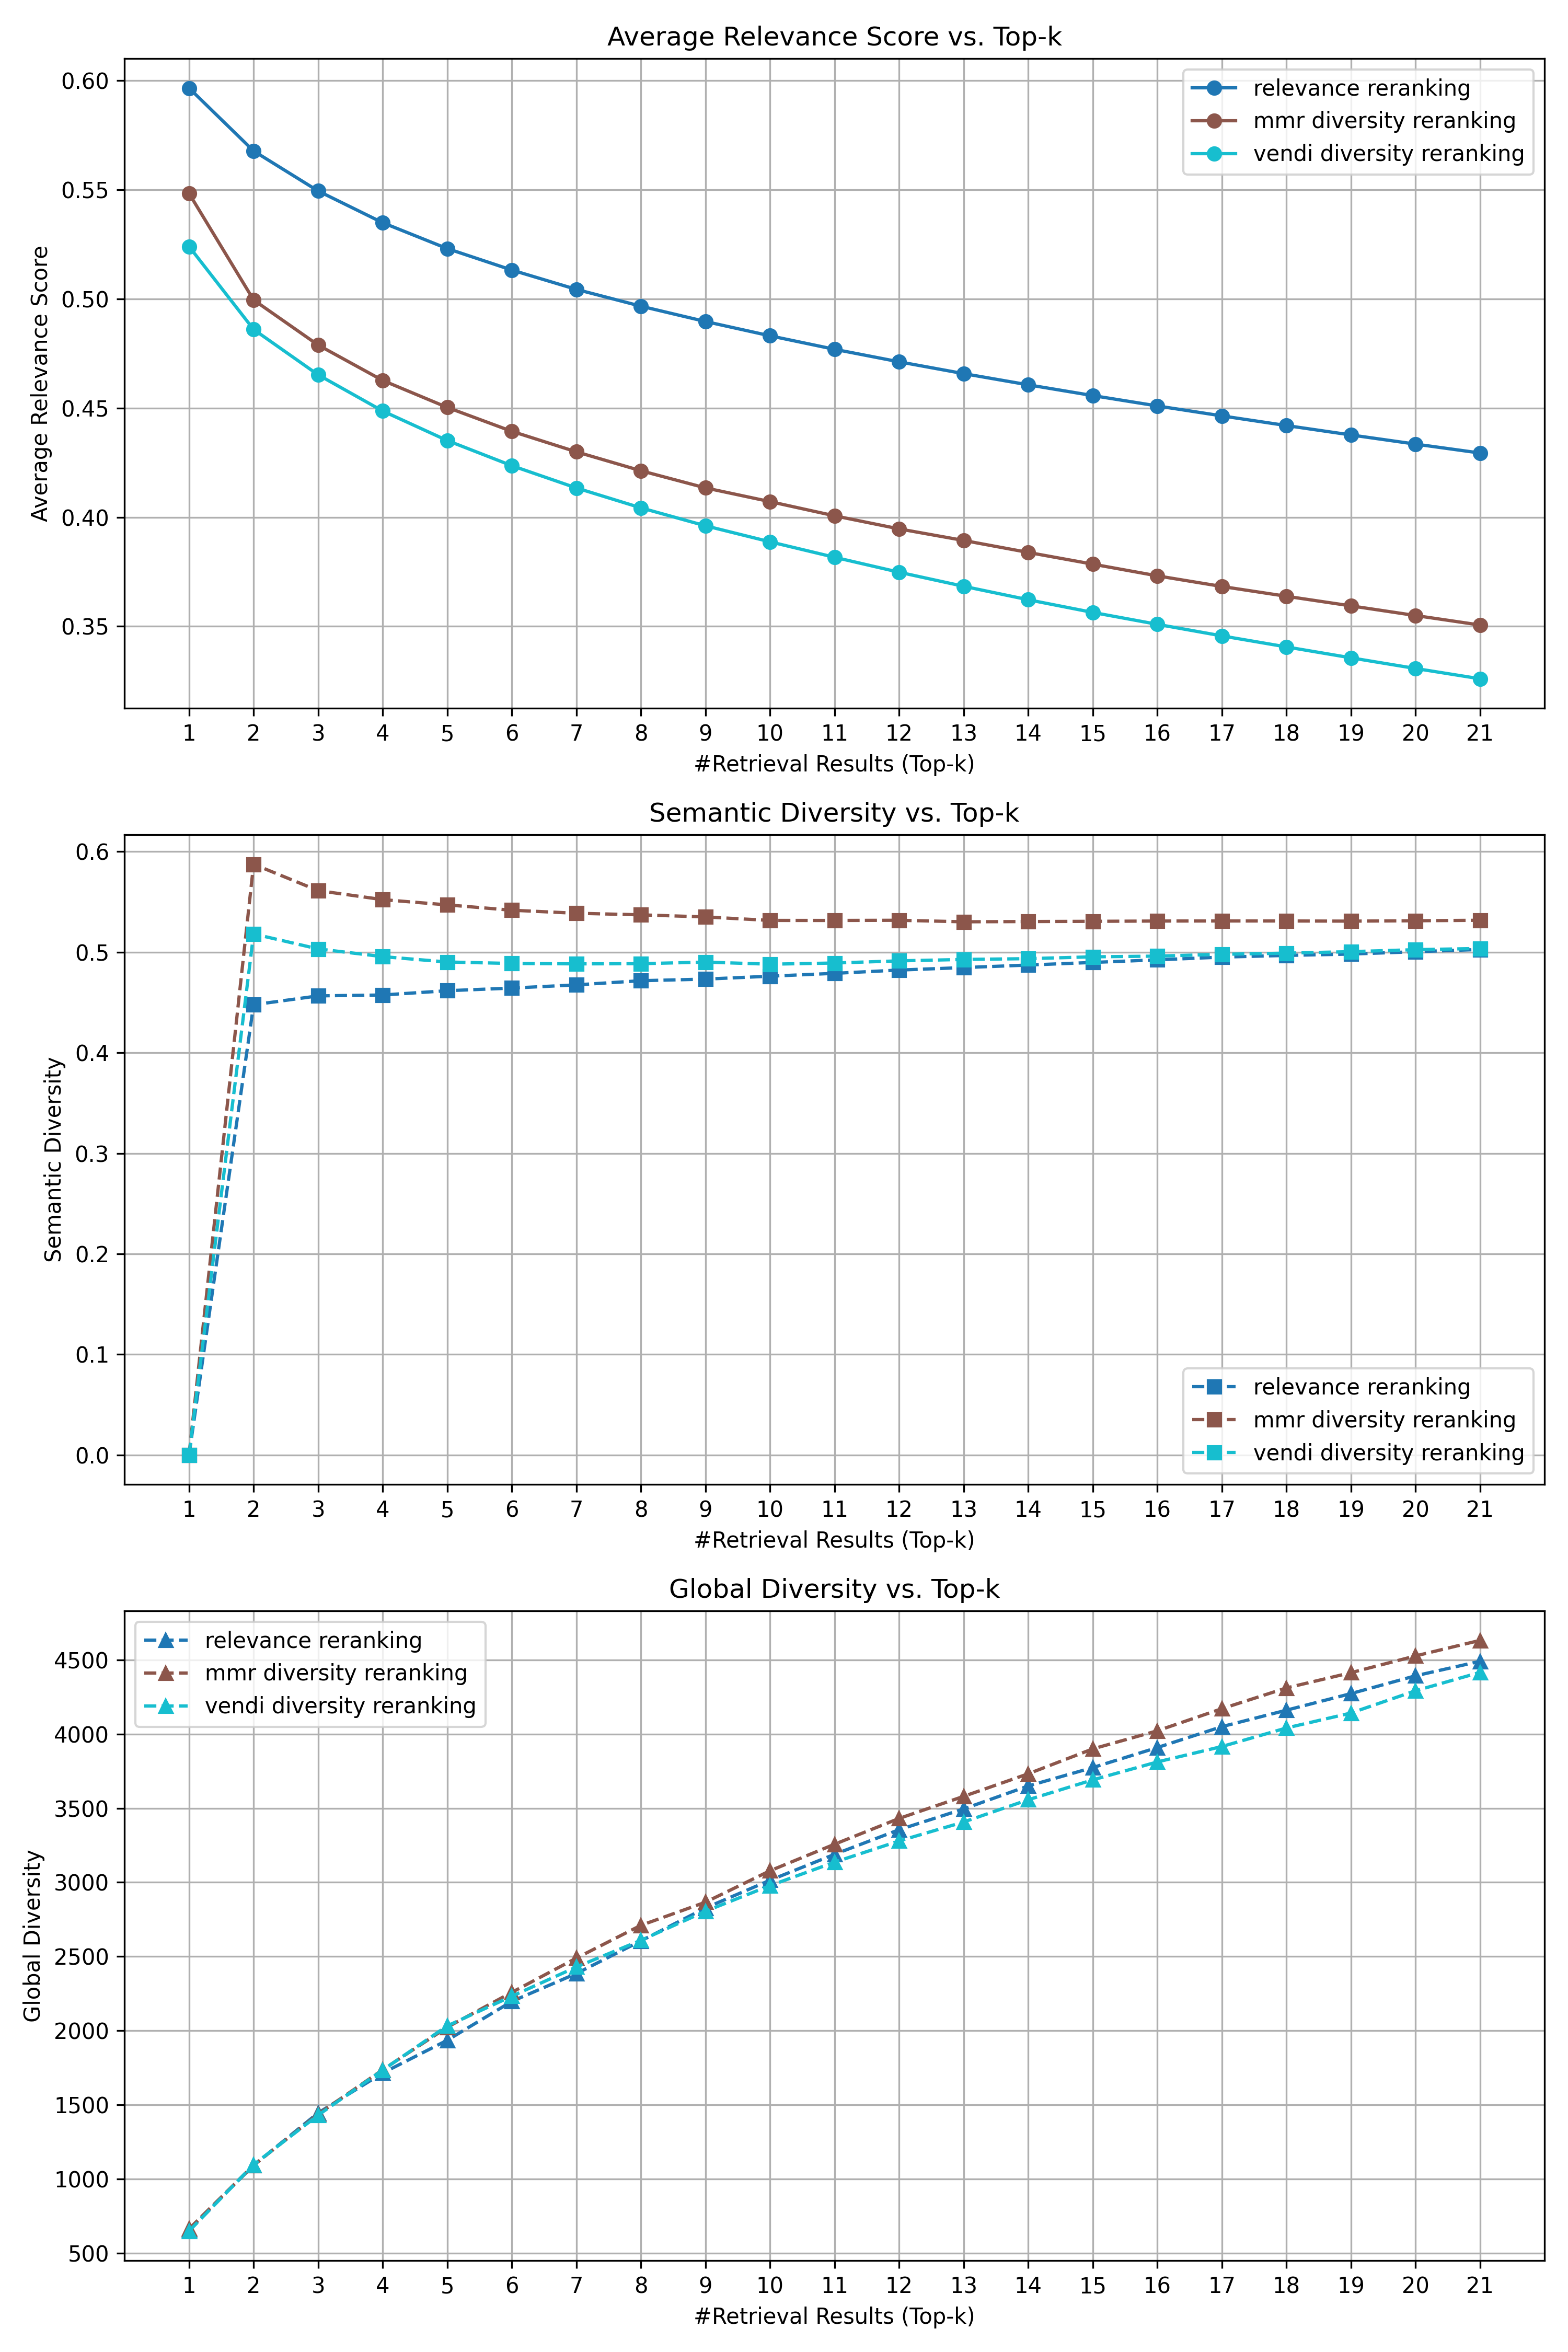 Average Relevance Score vs. Top-k
0.60
0.55
0.50
0.45
0.40
0.35
Average Relevance Score
relevance reranking
mmr diversity reranking
vendi diversity reranking
1 2 3 4 5 6 7 8 9 10 11 12 13 14 15 16 17 18 19 20 21
#Retrieval Results (Top-k)
Semantic Diversity vs. Top-k
0.6
0.5
0.4
0.3
0.2
0.1
0.0
Semantic Diversity
relevance reranking
mmr diversity reranking
vendi diversity reranking
1 2 3 4 5 6 7 8 9 10 11 12 13 14 15 16 17 18 19 20 21
#Retrieval Results (Top-k)
Global Diversity vs. Top-k
relevance reranking
mmr diversity reranking
vendi diversity reranking
4500
4000
3500
3000
2500
2000
1500
1000
500
Global Diversity
1 2 3 4 5 6 7 8 9 10 11 12 13 14 15 16 17 18 19 20 21
#Retrieval Results (Top-k)